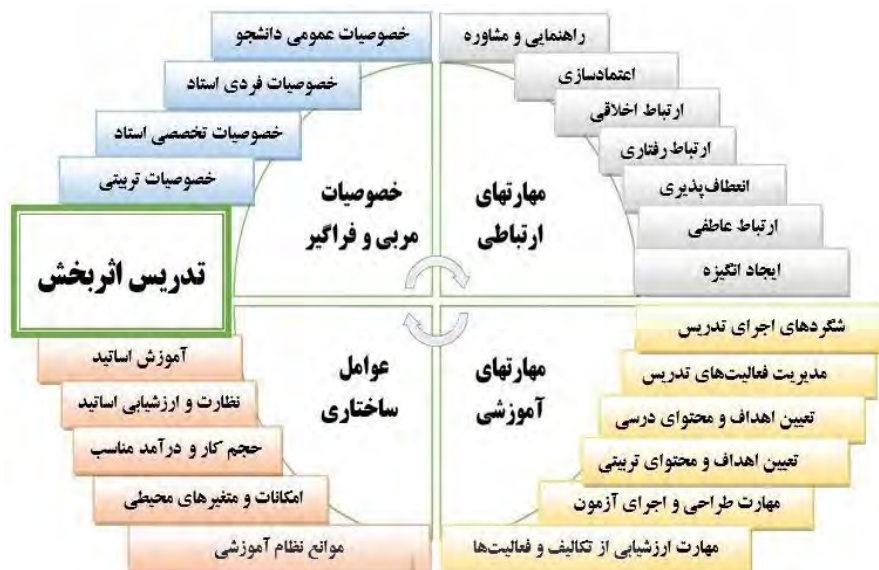 راهنمایی و مشاوره
اعتمادسازی
ارتباط اخلاقی
ارتباط رفتاری
انعطاف‌پذیری
ارتباط عاطفی
ایجاد انگیزه
مهارتهای
ارتباطی
خصوصیات عمومی دانشجو
خصوصیات فردی استاد
خصوصیات تخصصی استاد
خصوصیات تربیتی
خصوصیات
مربی و فراگیر
تدریس اثربخش
شگردهای اجرای تدریس
مدیریت فعالیت‌های تدریس
تعیین اهداف و محتوای درسی
تعیین اهداف و محتوای تربیتی
مهارت طراحی و اجرای آزمون
مهارت ارزشیابی از تکالیف و فعالیت‌ها
مهارتهای
آموزشی
عوامل
ساختاری
آموزش اساتید
نظارت و ارزشیابی اساتید
حجم کار و درآمد مناسب
امکانات و متغیرهای محیطی
موانع نظام آموزشی